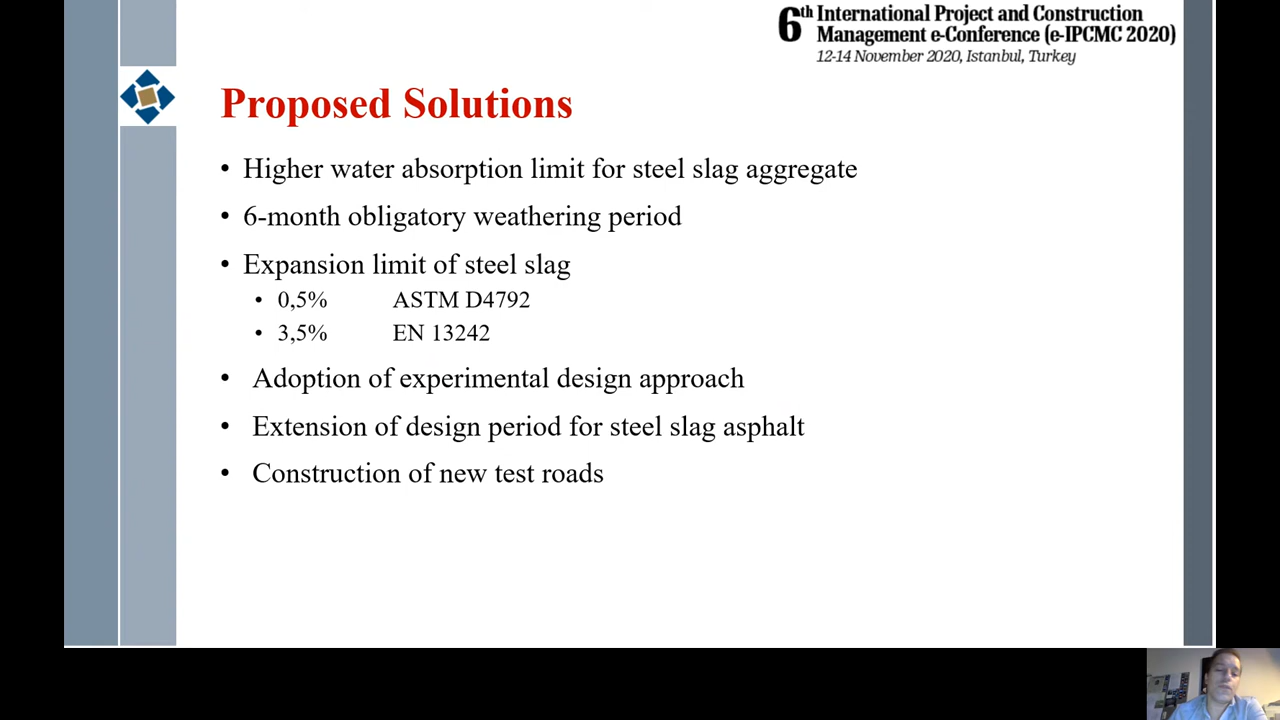 6th International Project and Construction
Management e-Conference (e-IPCMC 2020)
12-14 November 2020, Istanbul, Turkey
Proposed Solutions
• Higher water absorption limit for steel slag aggregate
• 6-month obligatory weathering period
• Expansion limit of steel slag
• 0,5% ASTM D4792
• 3,5% EN 13242
• Adoption of experimental design approach
• Extension of design period for steel slag asphalt
• Construction of new test roads